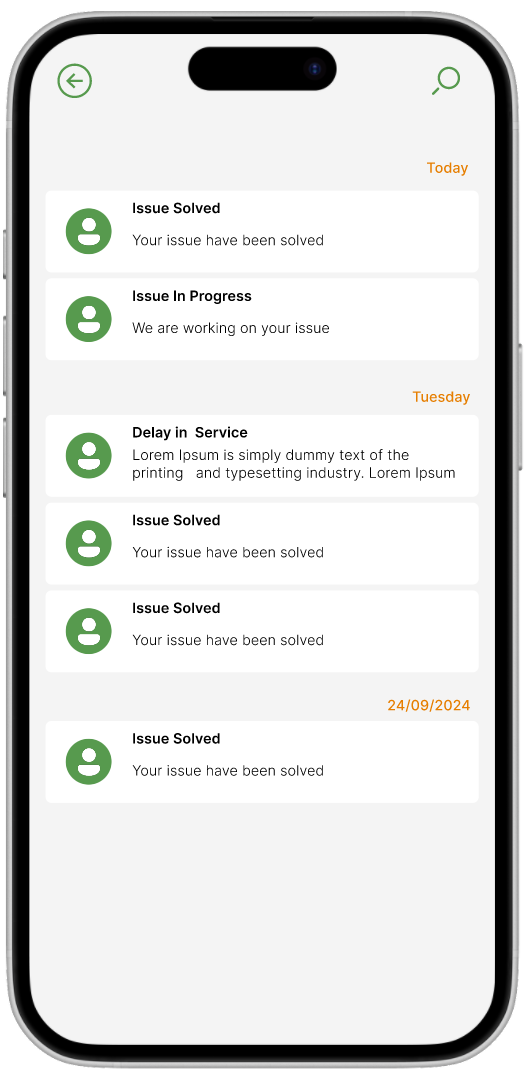 Today
Issue Solved
Your issue have been solved
Issue In Progress
We are working on your issue
Tuesday
Delay in  Service
Lorem Ipsum is simply dummy text of the
printing   and typesetting industry. Lorem Ipsum
Issue Solved
Your issue have been solved
Issue Solved
Your issue have been solved
24/09/2024
Issue Solved
Your issue have been solved